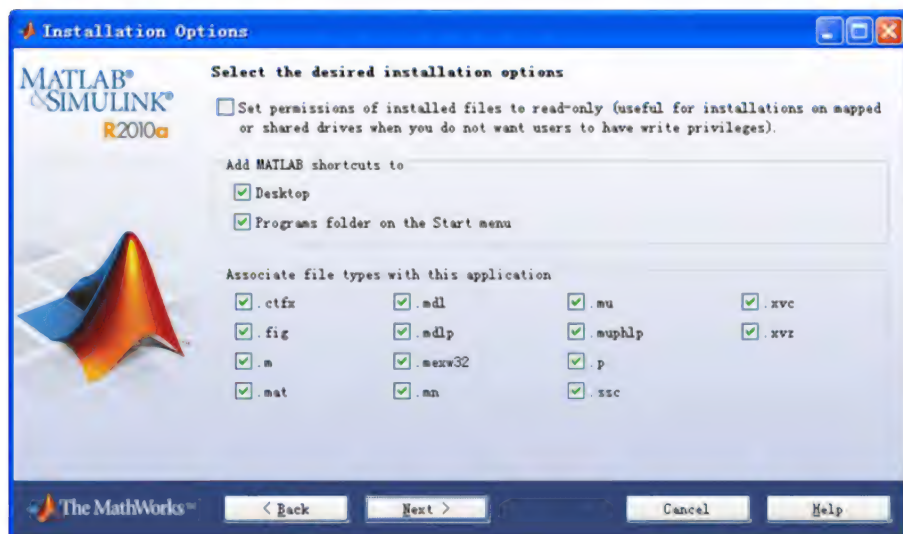 Installation Options
MATLAB®
&SIMULINK®
R2010a
Select the desired installation options
Set permissions of installed files to read-only (useful for installations on mapped
or shared drives when you do not want users to have write privileges).
Add MATLAB shortcuts to
Desktop
Programs folder on the Start menu
Associate file types with this application
.ctfx .mdl .mu .xvc
.fig .mdlp .muphlp .xvz
.m .mexw32 .p
.mat .mn .ssc
The MathWorks™
< Back Next > Cancel Help